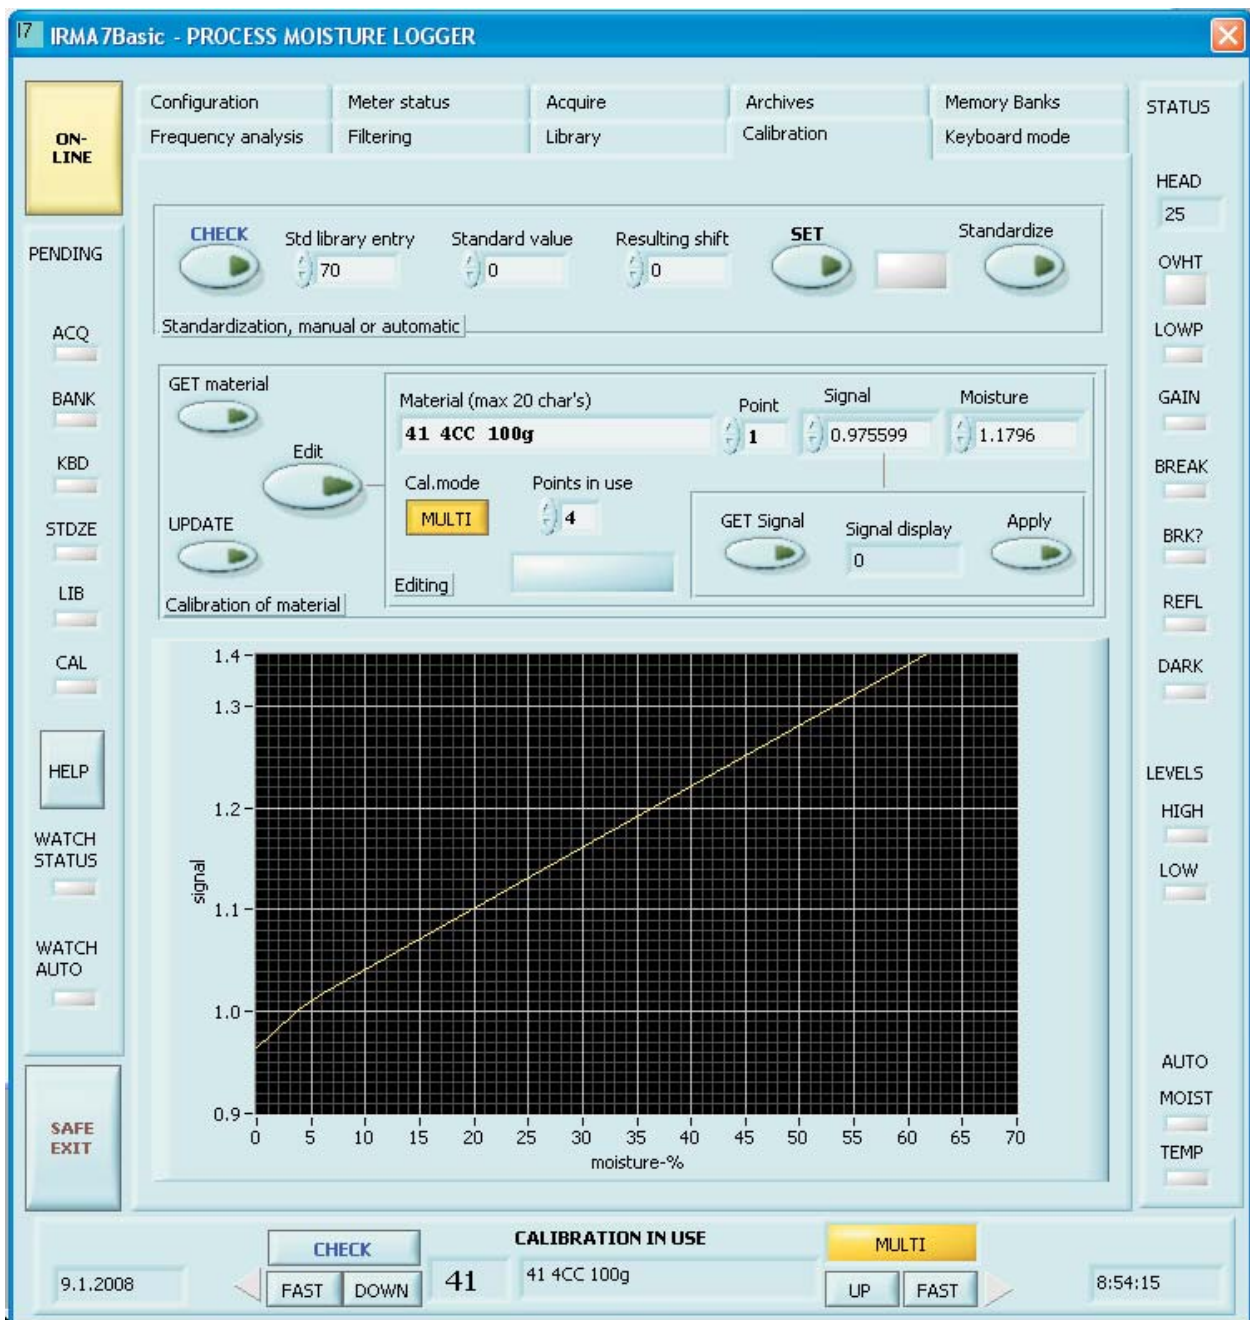 I7 IRMA7Basic - PROCESS MOISTURE LOGGER
ON-
LINE
Configuration Meter status Acquire Archives Memory Banks
Frequency analysis Filtering Library Calibration Keyboard mode
PENDING
ACQ
BANK
KBD
STDZE
LIB
CAL
HELP
WATCH
STATUS
WATCH
AUTO
SAFE
EXIT
CHECK Std library entry Standard value Resulting shift SET Standardize
70 0 0
Standardization, manual or automatic
GET material
Edit
UPDATE
Calibration of material
Material (max 20 char's) Point Signal Moisture
41 4CC 100g 1 0.975599 1.1796
Cal.mode Points in use
MULTI 4
Editing
GET Signal Signal display Apply
0
1.4
1.3
1.2
1.1
1.0
0.9
signal
0 5 10 15 20 25 30 35 40 45 50 55 60 65 70
moisture-%
STATUS
HEAD
25
OVHT
LOWP
GAIN
BREAK
BRK?
REFL
DARK
LEVELS
HIGH
LOW
AUTO
MOIST
TEMP
CHECK CALIBRATION IN USE MULTI
9.1.2008 FAST DOWN 41 41 4CC 100g UP FAST 8:54:15